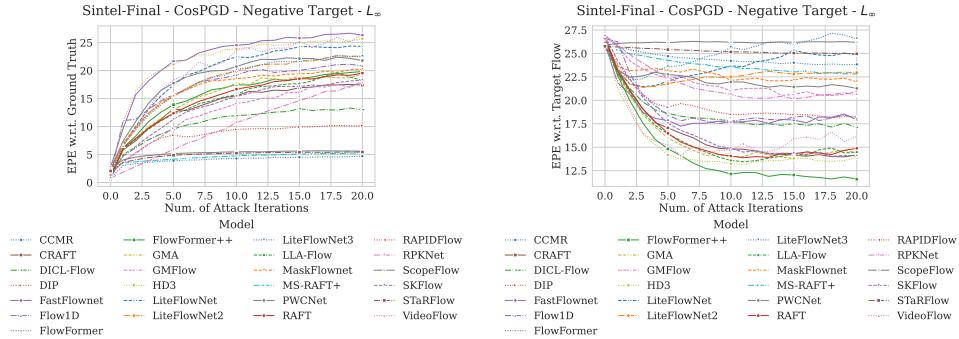 Sintel-Final - CosPGD - Negative Target - L∞
EPE w.r.t. Ground Truth
25
20
15
10
5
0
0.0 2.5 5.0 7.5 10.0 12.5 15.0 17.5 20.0
Num. of Attack Iterations
Model
CCMR FlowFormer++ LiteFlowNet3 RAPIDFlow
CRAFT GMA LLA-Flow RPKNet
DICL-Flow GMFlow MaskFlownet ScopeFlow
DIP HD3 MS-RAFT+ SKFlow
FastFlownet LiteFlowNet PWCNet STaRFlow
Flow1D LiteFlowNet2 RAFT VideoFlow
FlowFormer
Sintel-Final - CosPGD - Negative Target - L∞
EPE w.r.t. Target Flow
27.5
25.0
22.5
20.0
17.5
15.0
12.5
0.0 2.5 5.0 7.5 10.0 12.5 15.0 17.5 20.0
Num. of Attack Iterations
Model
CCMR FlowFormer++ LiteFlowNet3 RAPIDFlow
CRAFT GMA LLA-Flow RPKNet
DICL-Flow GMFlow MaskFlownet ScopeFlow
DIP HD3 MS-RAFT+ SKFlow
FastFlownet LiteFlowNet PWCNet STaRFlow
Flow1D LiteFlowNet2 RAFT VideoFlow
FlowFormer